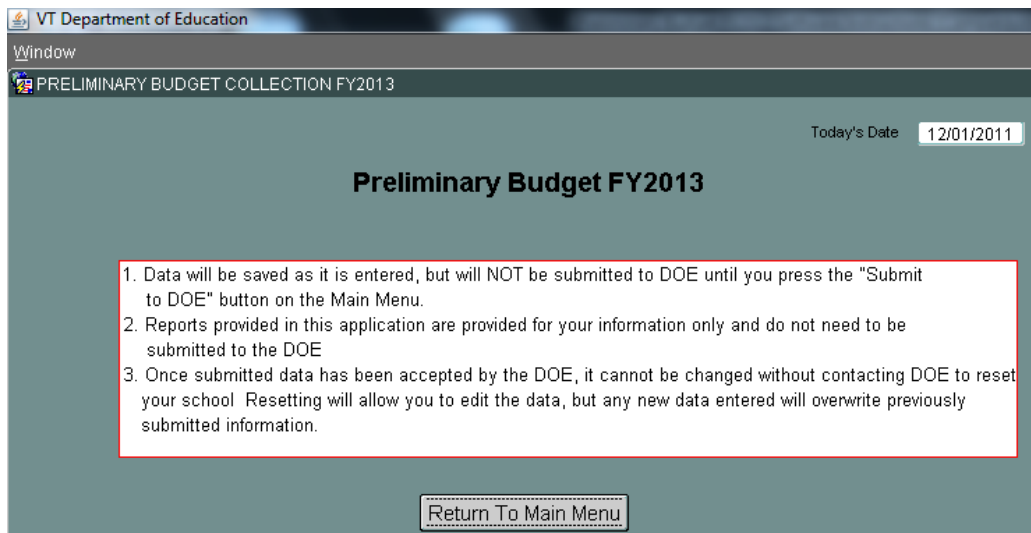 VT Department of Education
Window
PRELIMINARY BUDGET COLLECTION FY2013
Today's Date 12/01/2011
Preliminary Budget FY2013
1. Data will be saved as it is entered, but will NOT be submitted to DOE until you press the "Submit
to DOE" button on the Main Menu.
2. Reports provided in this application are provided for your information only and do not need to be
submitted to the DOE
3. Once submitted data has been accepted by the DOE, it cannot be changed without contacting DOE to reset
your school  Resetting will allow you to edit the data, but any new data entered will overwrite previously
submitted information.
Return To Main Menu